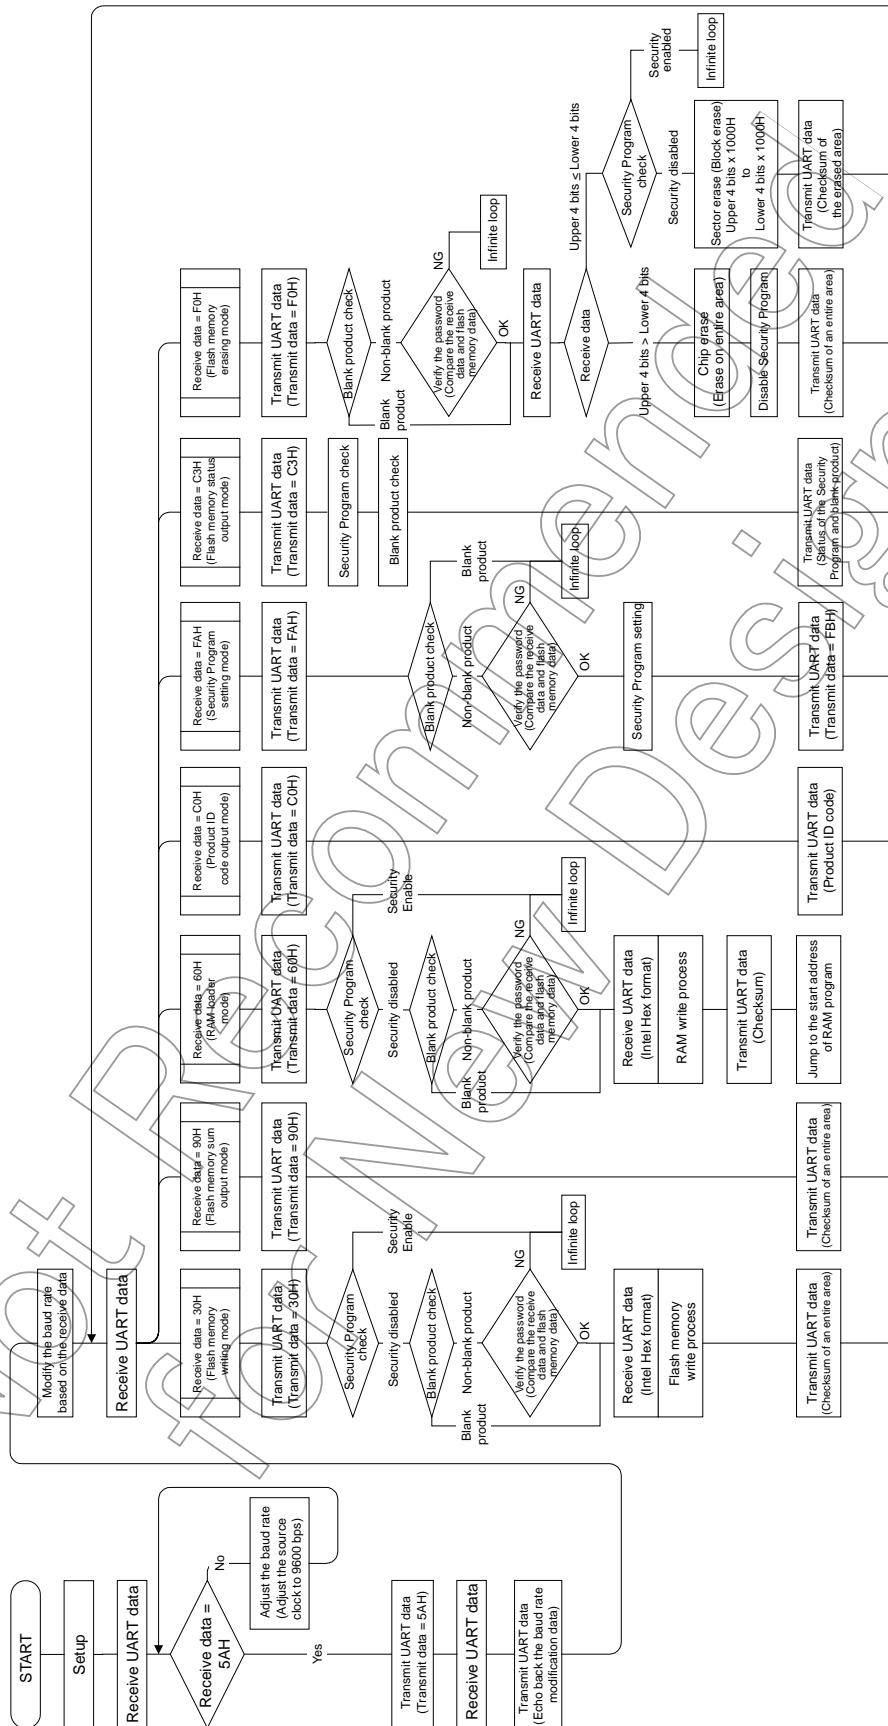 START
Setup
Receive UART data
Receive data =
5AH
No
Adjust the baud rate
(Adjust the source
clock to 9600 bps)
Yes
Transmit UART data
(Transmit data = 5AH)
Receive UART data
Transmit UART data
(Echo back the baud rate
modification data)
Modify the baud rate
based on the receive data
Receive UART data
Receive data = 30H
(Flash memory
writing mode)
Transmit UART data
(Transmit data = 30H)
Security Program
check
Security
Enable
Security disabled
Blank product check
Blank
product
Non-blank product
Verify the password
(Compare the receive
data and flash
memory data)
NG
Infinite loop
OK
Receive UART data
(Intel Hex format)
Flash memory
write process
Transmit UART data
(Checksum of an entire area)
Receive data = 90H
(Flash memory sum
output mode)
Transmit UART data
(Transmit data = 90H)
Transmit UART data
(Checksum of an entire area)
Receive data = 60H
(RAM loader
mode)
Transmit UART data
(Transmit data = 60H)
Security Program
check
Security
Enable
Security disabled
Blank product check
Blank
product
Non-blank product
Verify the password
(Compare the receive
data and flash
memory data)
NG
Infinite loop
OK
Receive UART data
(Intel Hex format)
RAM write process
Transmit UART data
(Checksum)
Jump to the start address
of RAM program
Receive data = C0H
(Product ID
code output mode)
Transmit UART data
(Transmit data = C0H)
Transmit UART data
(Product ID code)
Receive data = FAH
(Security Program
setting mode)
Transmit UART data
(Transmit data = FAH)
Blank product check
Blank
product
Non-blank product
Verify the password
(Compare the receive
data and flash
memory data)
NG
Infinite loop
OK
Security Program setting
Transmit UART data
(Transmit data = FBH)
Receive data = C3H
(Flash memory status
output mode)
Transmit UART data
(Transmit data = C3H)
Security Program check
Blank product check
Transmit UART data
(Status of the Security
Program and blank product)
Receive data = F0H
(Flash memory
erasing mode)
Transmit UART data
(Transmit data = F0H)
Blank product check
Blank
product
Non-blank product
Verify the password
(Compare the receive
data and flash
memory data)
NG
Infinite loop
OK
Receive UART data
Receive data
Upper 4 bits > Lower 4 bits
Upper 4 bits ≤ Lower 4 bits
Chip erase
(Erase on entire area)
Disable Security Program
Transmit UART data
(Checksum of an entire area)
Security Program
check
Security
enabled
Infinite loop
Security disabled
Sector erase (Block erase)
Upper 4 bits x 1000H
to
Lower 4 bits x 1000H
Transmit UART data
(Checksum of
the erased area)
Not Recommended
for New Design